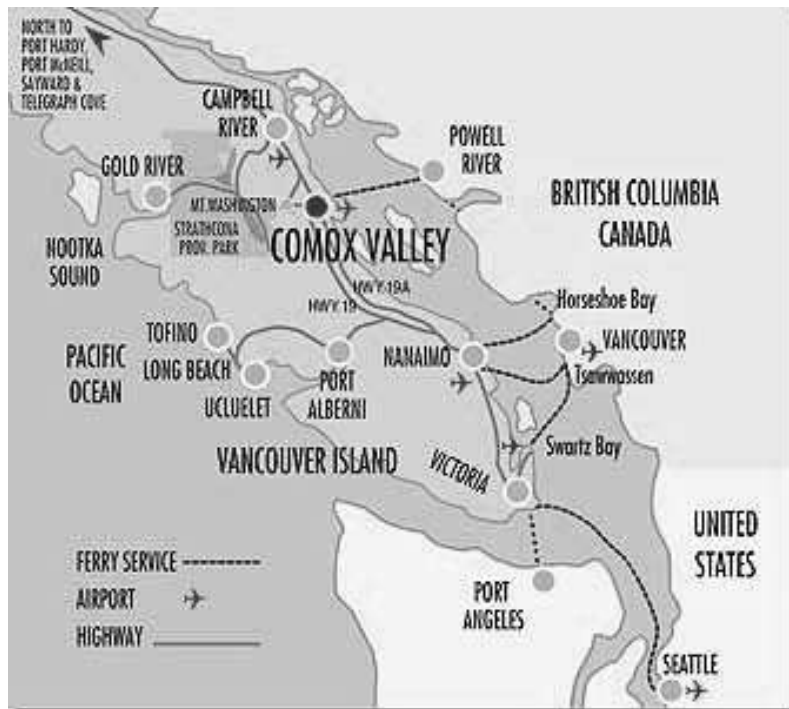 NORTH TO
PORT HARDY,
PORT McNEILL,
SAYWARD &
TELEGRAPH COVE
CAMPBELL
RIVER
POWELL
RIVER
GOLD RIVER
BRITISH COLUMBIA
CANADA
MT. WASHINGTON
STRATHCONA
PROV. PARK
COMOX VALLEY
NOOTKA
SOUND
HWY 19A
HWY 19
Horseshoe Bay
TOFINO
VANCOUVER
PACIFIC
OCEAN
LONG BEACH
NANAIMO
Tsawwassen
UCLUELET
PORT
ALBERNI
VANCOUVER ISLAND
Swartz Bay
VICTORIA
UNITED
STATES
FERRY SERVICE
AIRPORT
HIGHWAY
PORT
ANGELES
SEATTLE